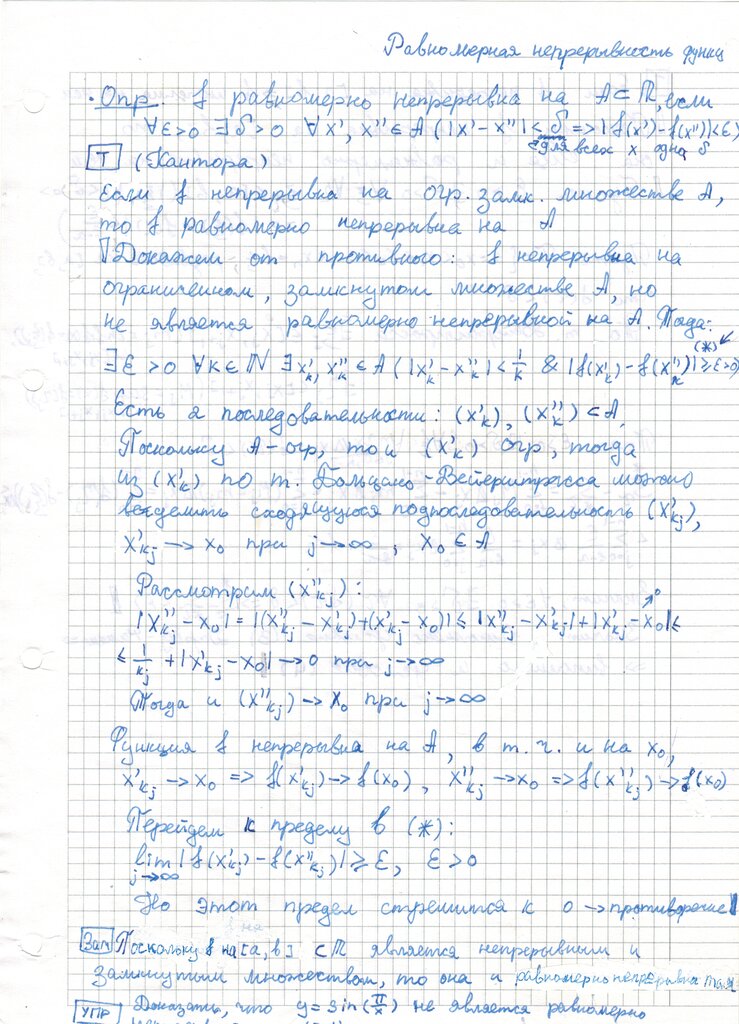 Равномерная непрерывность функц
• Опр. f равномерно непрерывна на A⊂ℝ, если
∀ε>0 ∃δ>0 ∀x', x''∈A (|x'-x''|<δ =>|f(x')-f(x'')|<ε)
для всех x одна δ
Т (Кантора)
Если f непрерывна на огр. замк. множестве A,
то f равномерно непрерывна на A
Докажем от противного: f непрерывна на
ограниченном, замкнутом множестве A, но
не является равномерно непрерывной на A. Тогда:
(*)
∃ε>0 ∀k∈ℕ ∃x'ₖ, x''ₖ∈A (|x'ₖ-x''ₖ|<1/k & |f(x'ₖ)-f(x''ₖ)|≥ε>0)
Есть 2 последовательности: (x'ₖ), (x''ₖ)⊂A,
Поскольку A-огр, то и (x'ₖ) огр, тогда
из (x'ₖ) по т. Больцано-Вейерштрасса можно
выделить сходящуюся подпоследовательность (x'ₖⱼ),
x'ₖⱼ → x₀ при j→∞, x₀∈A
Рассмотрим (x''ₖⱼ):
|x''ₖⱼ-x₀|=|(x''ₖⱼ-x'ₖⱼ)+(x'ₖⱼ-x₀)|≤|x''ₖⱼ-x'ₖⱼ|+|x'ₖⱼ-x₀|≤ ↗0
≤ 1/kⱼ +|x'ₖⱼ-x₀|→0 при j→∞
Тогда и (x''ₖⱼ)→x₀ при j→∞
Функция f непрерывна на A, в т.ч. и на x₀,
x'ₖⱼ→x₀ => f(x'ₖⱼ)→f(x₀), x''ₖⱼ→x₀ =>f(x''ₖⱼ)→f(x₀)
Перейдем к пределу в (*):
lim j→∞ |f(x'ₖⱼ)-f(x''ₖⱼ)|≥ε, ε>0
Но этот предел стремится к 0 → противоречие
Зам Поскольку f на [a,b] ⊂ℝ является непрерывным и
замкнутым множеством, то она и равномерно непрерывна там
УПР Доказать, что y=sin(π/x) не является равномерно